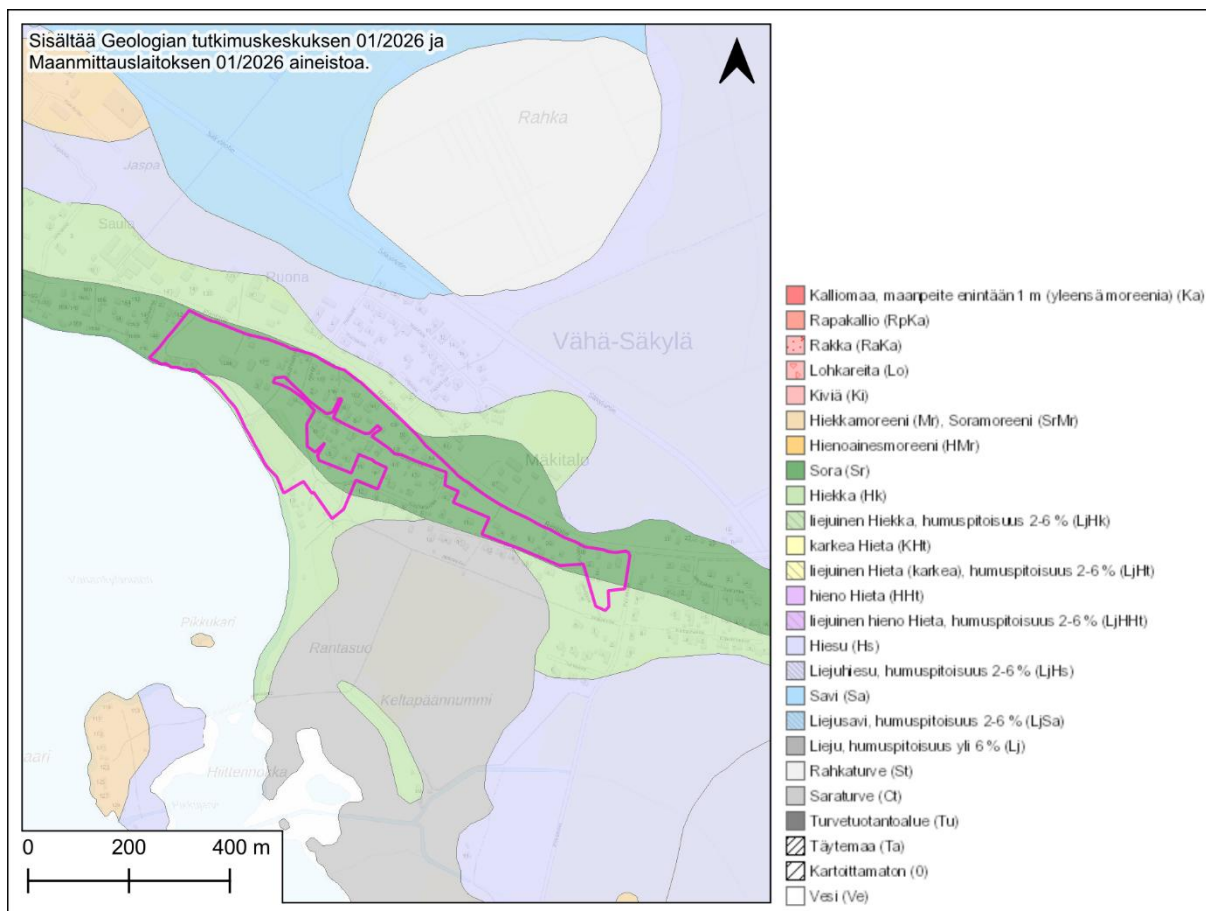 Sisältää Geologian tutkimuskeskuksen 01/2026 ja
Maanmittauslaitoksen 01/2026 aineistoa.
Rahka
Jaspa
Saula
Ruona
Vähä-Säkylä
Mäkitalo
Pikkukari
Rantasuo
Keltapäännummi
0 200 400 m
Kalliomaa, maanpeite enintään 1 m (yleensä moreenia) (Ka)
Rapakallio (RpKa)
Rakka (RaKa)
Lohkareita (Lo)
Kiviä (Ki)
Hiekkamoreeni (Mr), Soramoreeni (SrMr)
Hienoainesmoreeni (HMr)
Sora (Sr)
Hiekka (Hk)
liejuinen Hiekka, humuspitoisuus 2-6 % (LjHk)
karkea Hieta (KHt)
liejuinen Hieta (karkea), humuspitoisuus 2-6 % (LjHt)
hieno Hieta (HHt)
liejuinen hieno Hieta, humuspitoisuus 2-6 % (LjHHt)
Hiesu (Hs)
Liejuhiesu, humuspitoisuus 2-6 % (LjHs)
Savi (Sa)
Liejusavi, humuspitoisuus 2-6 % (LjSa)
Lieju, humuspitoisuus yli 6 % (Lj)
Rahkaturve (St)
Saraturve (Ct)
Turvetuotantoalue (Tu)
Täytemaa (Ta)
Kartoittamaton (0)
Vesi (Ve)